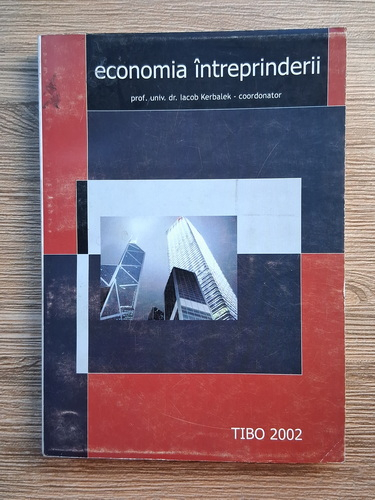 economia întreprinderii
prof. univ. dr. Iacob Kerbalek - coordonator
TIBO 2002